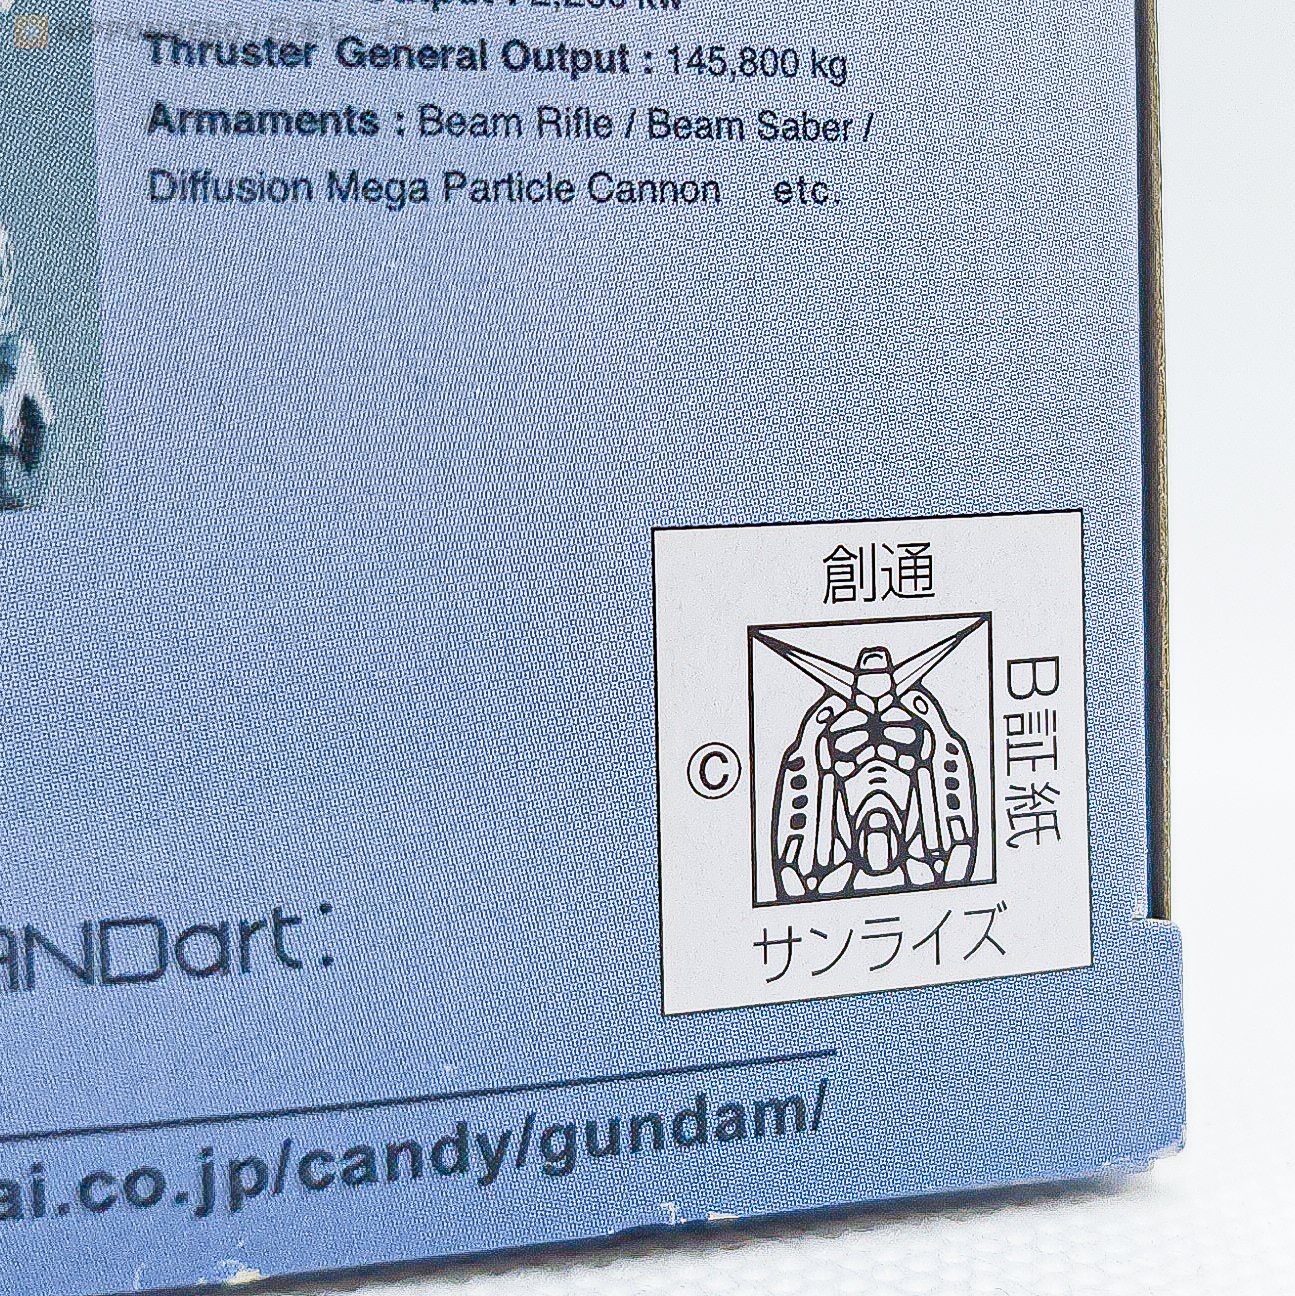 Thruster General Output : 145,800 kg
Armaments : Beam Rifle / Beam Saber /
Diffusion Mega Particle Cannon etc.
創通
©
B証紙
サンライズ
ANDart:
ai.co.jp/candy/gundam/